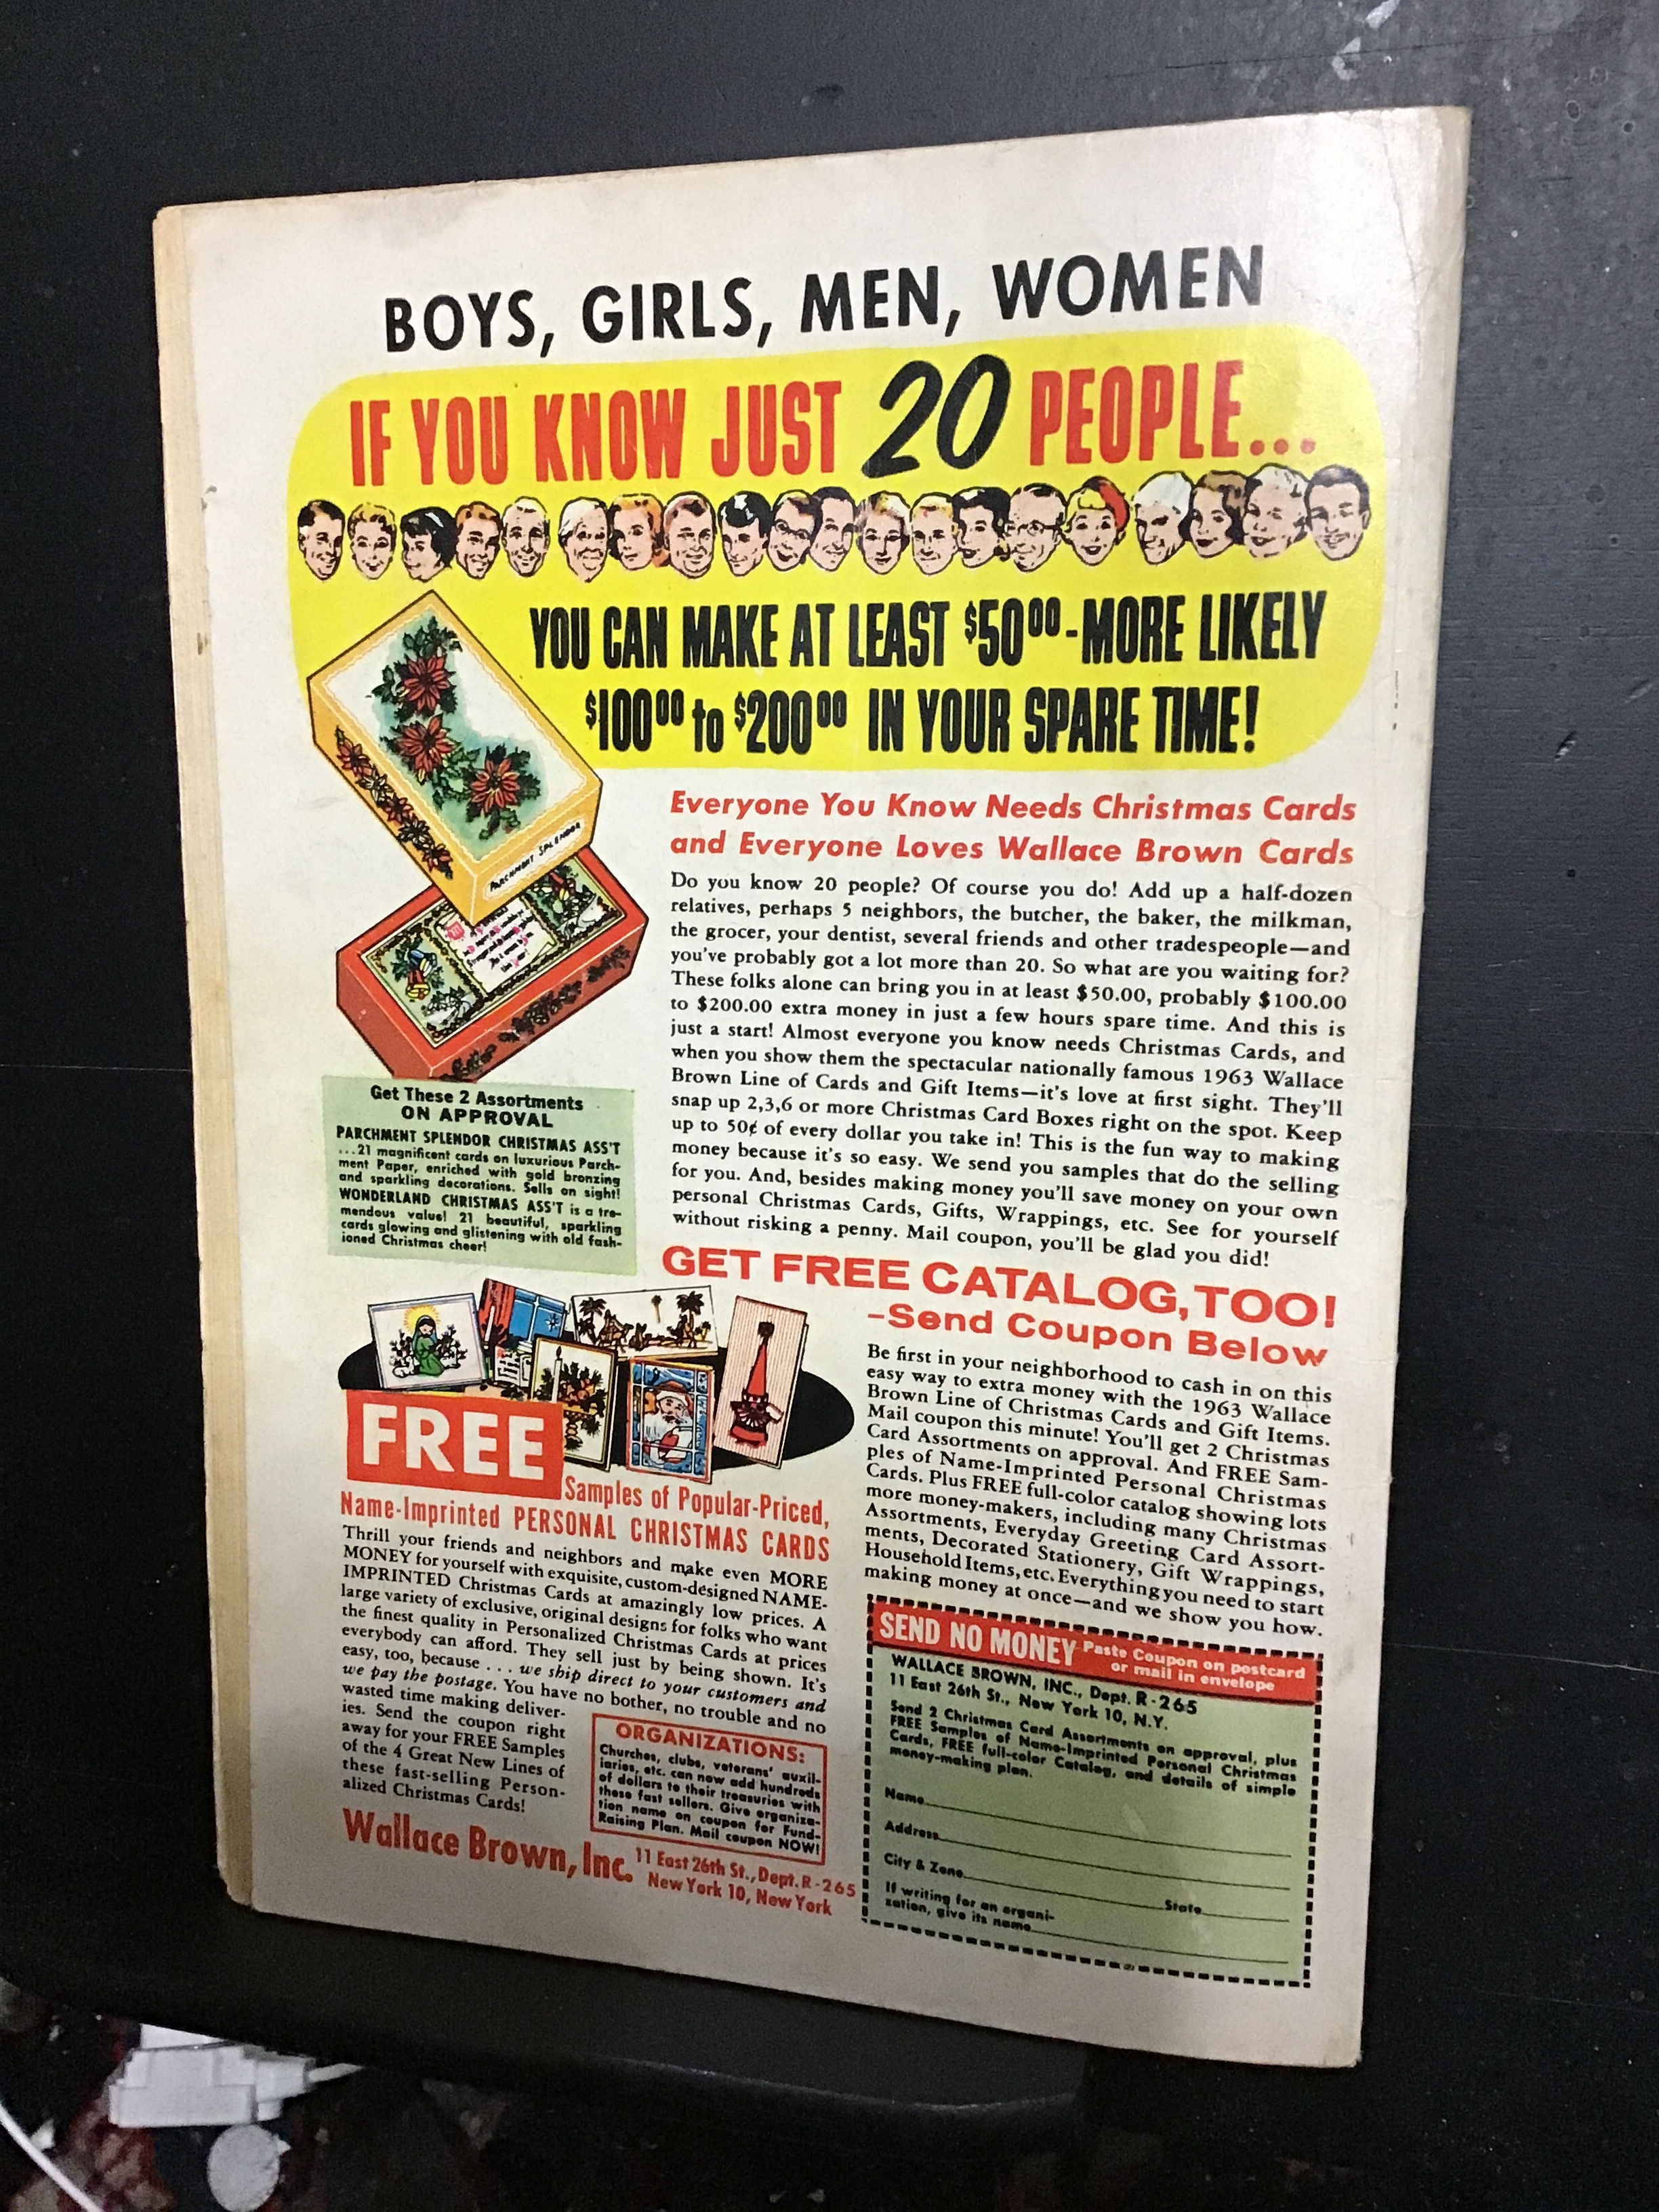 BOYS, GIRLS, MEN, WOMEN
IF YOU KNOW JUST 20 PEOPLE...
YOU CAN MAKE AT LEAST $50.00-MORE LIKELY
$100.00 to $200.00 IN YOUR SPARE TIME!
PARCHMENT SPLENDOR
Everyone You Know Needs Christmas Cards
and Everyone Loves Wallace Brown Cards
Do you know 20 people? Of course you do! Add up a half-dozen
relatives, perhaps 5 neighbors, the butcher, the baker, the milkman,
the grocer, your dentist, several friends and other tradespeople—and
you've probably got a lot more than 20. So what are you waiting for?
These folks alone can bring you in at least $50.00, probably $100.00
to $200.00 extra money in just a few hours spare time. And this is
just a start! Almost everyone you know needs Christmas Cards, and
when you show them the spectacular nationally famous 1963 Wallace
Brown Line of Cards and Gift Items—it's love at first sight. They'll
snap up 2,3,6 or more Christmas Card Boxes right on the spot. Keep
up to 50¢ of every dollar you take in! This is the fun way to making
money because it's so easy. We send you samples that do the selling
for you. And, besides making money you'll save money on your own
personal Christmas Cards, Gifts, Wrappings, etc. See for yourself
without risking a penny. Mail coupon, you'll be glad you did!
Get These 2 Assortments
ON APPROVAL
PARCHMENT SPLENDOR CHRISTMAS ASS'T
...21 magnificent cards on luxurious Parch-
ment Paper, enriched with gold bronzing
and sparkling decorations. Sells on sight!
WONDERLAND CHRISTMAS ASS'T is a tre-
mendous value! 21 beautiful, sparkling
cards glowing and glistening with old fash-
ioned Christmas cheer!
GET FREE CATALOG, TOO!
-Send Coupon Below
Be first in your neighborhood to cash in on this
easy way to extra money with the 1963 Wallace
Brown Line of Christmas Cards and Gift Items.
Mail coupon this minute! You'll get 2 Christmas
Card Assortments on approval. And FREE Sam-
ples of Name-Imprinted Personal Christmas
Cards. Plus FREE full-color catalog showing lots
more money-makers, including many Christmas
Assortments, Everyday Greeting Card Assort-
ments, Decorated Stationery, Gift Wrappings,
Household Items, etc. Everything you need to start
making money at once—and we show you how.
FREE
Samples of Popular-Priced,
Name-Imprinted PERSONAL CHRISTMAS CARDS
Thrill your friends and neighbors and make even MORE
MONEY for yourself with exquisite, custom-designed NAME-
IMPRINTED Christmas Cards at amazingly low prices. A
large variety of exclusive, original designs for folks who want
the finest quality in Personalized Christmas Cards at prices
everybody can afford. They sell just by being shown. It's
easy, too, because . . . we ship direct to your customers and
we pay the postage. You have no bother, no trouble and no
wasted time making deliver-
ies. Send the coupon right
away for your FREE Samples
of the 4 Great New Lines of
these fast-selling Person-
alized Christmas Cards!
ORGANIZATIONS:
Churches, clubs, veterans' auxil-
iaries, etc. can now add hundreds
of dollars to their treasuries with
these fast sellers. Give organiza-
tion name on coupon for Fund-
Raising Plan. Mail coupon NOW!
Wallace Brown, Inc. 11 East 26th St., Dept. R-265
New York 10, New York
SEND NO MONEY Paste Coupon on postcard
or mail in envelope
WALLACE BROWN, INC., Dept. R-265
11 East 26th St., New York 10, N.Y.
Send 2 Christmas Card Assortments on approval, plus
FREE Samples of Name-Imprinted Personal Christmas
Cards, FREE full-color Catalog, and details of simple
money-making plan.
Name
Address
City & Zone State
If writing for an organi-
zation, give its name